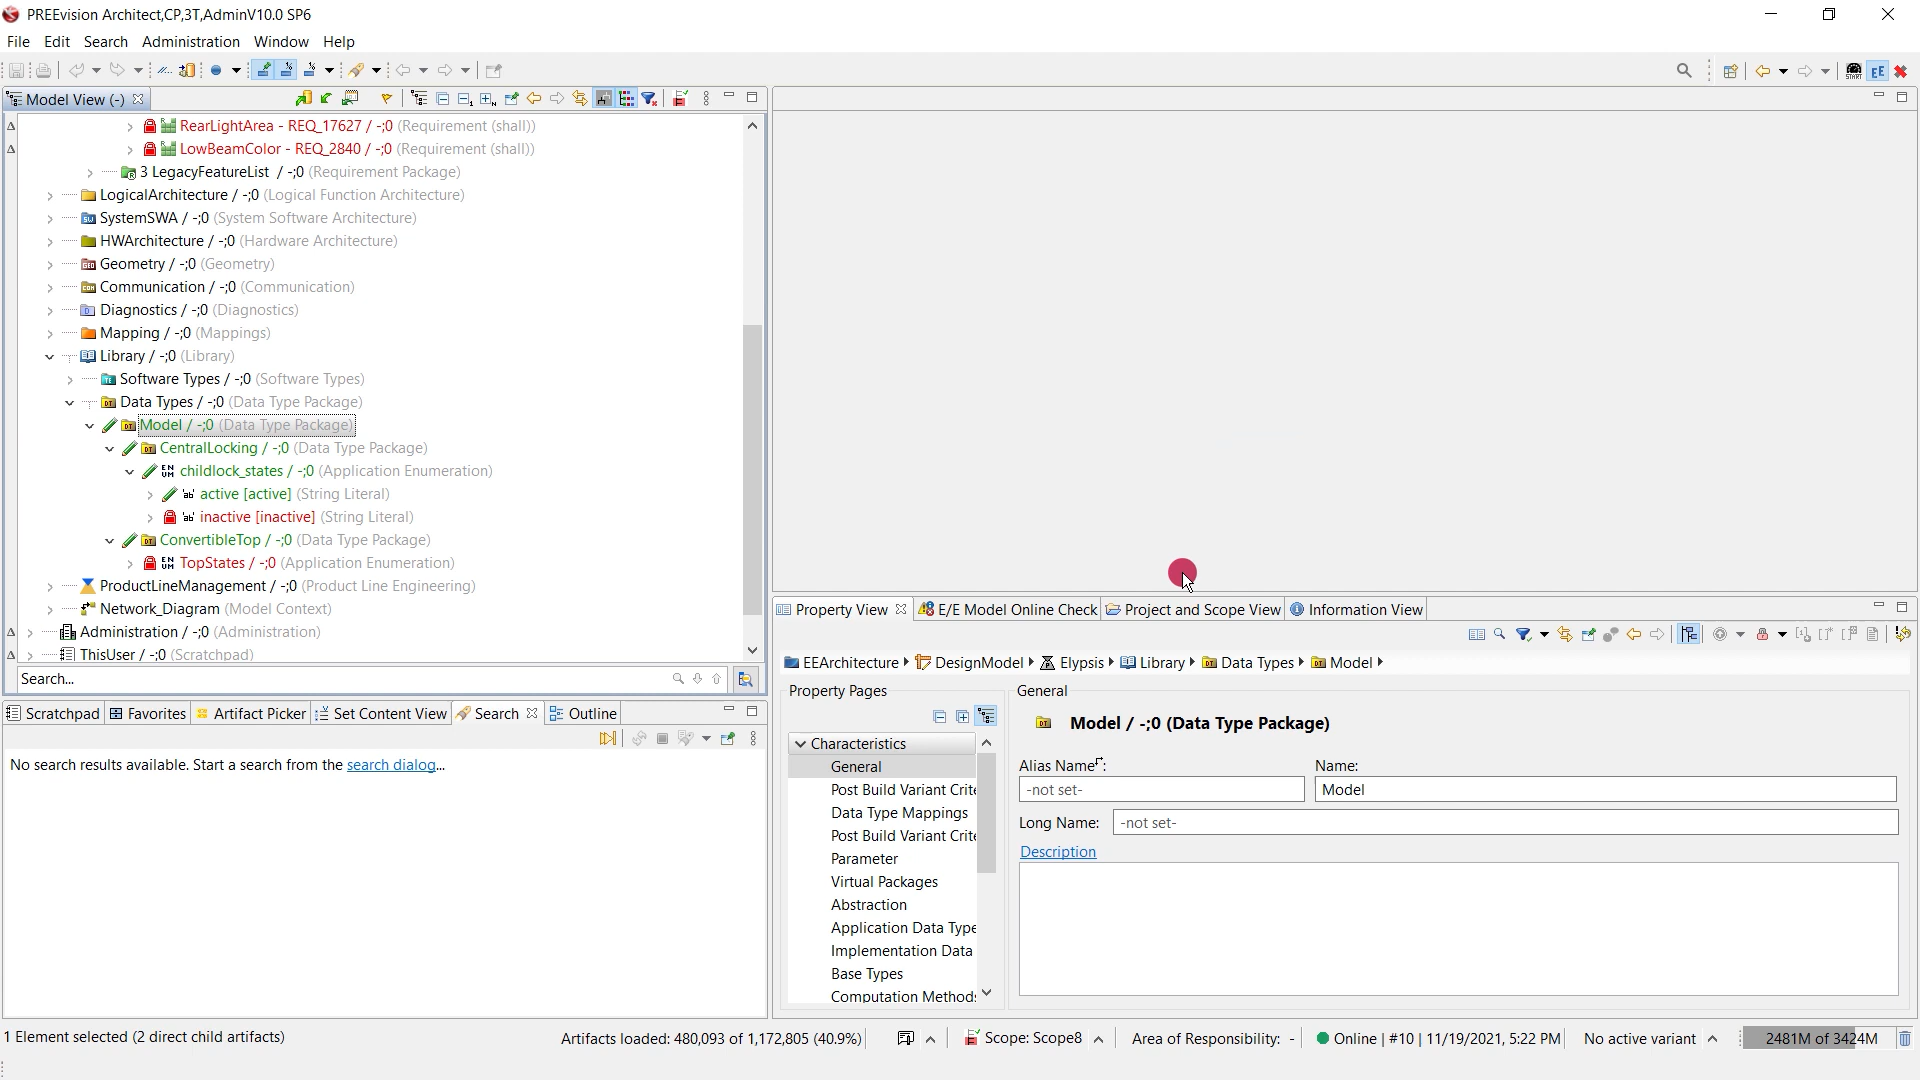 PREEvision Architect,CP,3T,AdminV10.0 SP6
File Edit Search Administration Window Help
Model View (-)
RearLightArea - REQ_17627 / -;0 (Requirement (shall))
LowBeamColor - REQ_2840 / -;0 (Requirement (shall))
3 LegacyFeatureList / -;0 (Requirement Package)
LogicalArchitecture / -;0 (Logical Function Architecture)
SystemSWA / -;0 (System Software Architecture)
HWArchitecture / -;0 (Hardware Architecture)
Geometry / -;0 (Geometry)
Communication / -;0 (Communication)
Diagnostics / -;0 (Diagnostics)
Mapping / -;0 (Mappings)
Library / -;0 (Library)
Software Types / -;0 (Software Types)
Data Types / -;0 (Data Type Package)
Model / -;0 (Data Type Package)
CentralLocking / -;0 (Data Type Package)
childlock_states / -;0 (Application Enumeration)
active [active] (String Literal)
inactive [inactive] (String Literal)
ConvertibleTop / -;0 (Data Type Package)
TopStates / -;0 (Application Enumeration)
ProductLineManagement / -;0 (Product Line Engineering)
Network_Diagram (Model Context)
Administration / -;0 (Administration)
ThisUser / -;0 (Scratchpad)
Search...
Scratchpad Favorites Artifact Picker Set Content View Search Outline
No search results available. Start a search from the search dialog...
Property View E/E Model Online Check Project and Scope View Information View
EEArchitecture DesignModel Elypsis Library Data Types Model
Property Pages
Characteristics
General
Post Build Variant Crite
Data Type Mappings
Post Build Variant Crite
Parameter
Virtual Packages
Abstraction
Application Data Type
Implementation Data
Base Types
Computation Methods
General
Model / -;0 (Data Type Package)
Alias Name: Name:
-not set- Model
Long Name: -not set-
Description
1 Element selected (2 direct child artifacts) Artifacts loaded: 480,093 of 1,172,805 (40.9%) Scope: Scope8 Area of Responsibility: - Online | #10 | 11/19/2021, 5:22 PM No active variant 2481M of 3424M